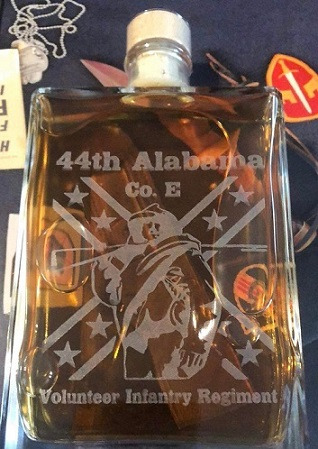 44th Alabama
Co. E
Volunteer Infantry Regiment